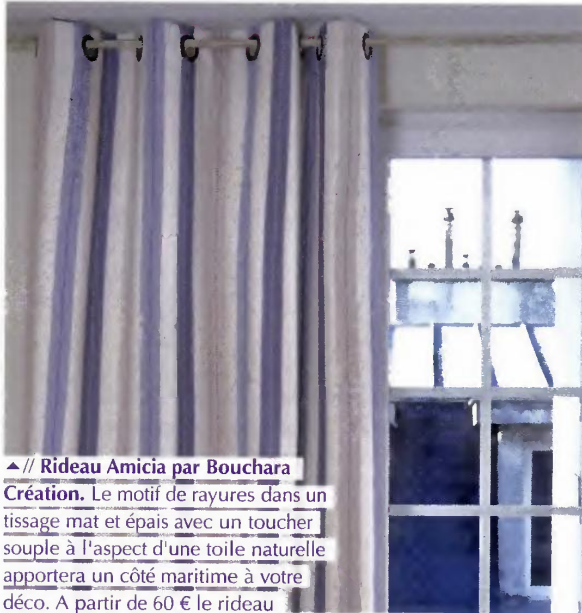 ▲// Rideau Amicia par Bouchara
Création. Le motif de rayures dans un
tissage mat et épais avec un toucher
souple à l'aspect d'une toile naturelle
apportera un côté maritime à votre
déco. A partir de 60 € le rideau